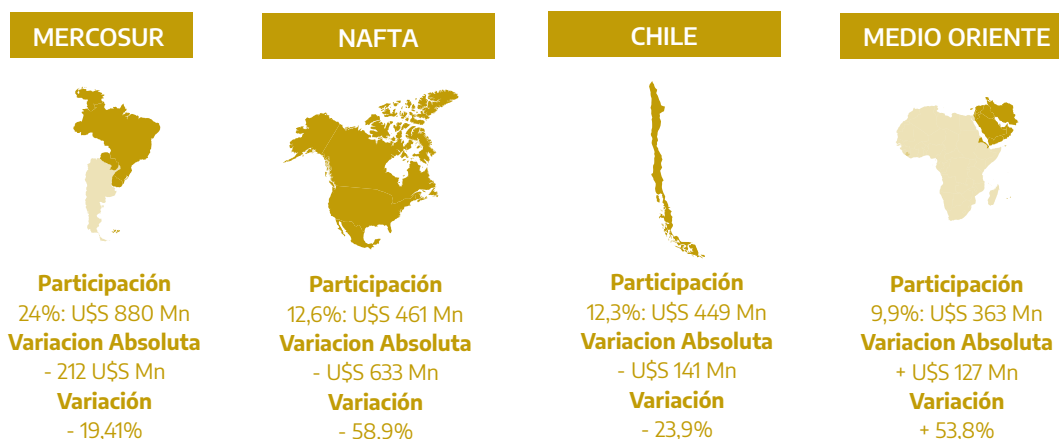 MERCOSUR
Participación
24%: U$S 880 Mn
Variacion Absoluta
- 212 U$S Mn
Variación
- 19,41%
NAFTA
Participación
12,6%: U$S 461 Mn
Variacion Absoluta
- U$S 633 Mn
Variación
- 58,9%
CHILE
Participación
12,3%: U$S 449 Mn
Variacion Absoluta
- U$S 141 Mn
Variación
- 23,9%
MEDIO ORIENTE
Participación
9,9%: U$S 363 Mn
Variacion Absoluta
+ U$S 127 Mn
Variación
+ 53,8%